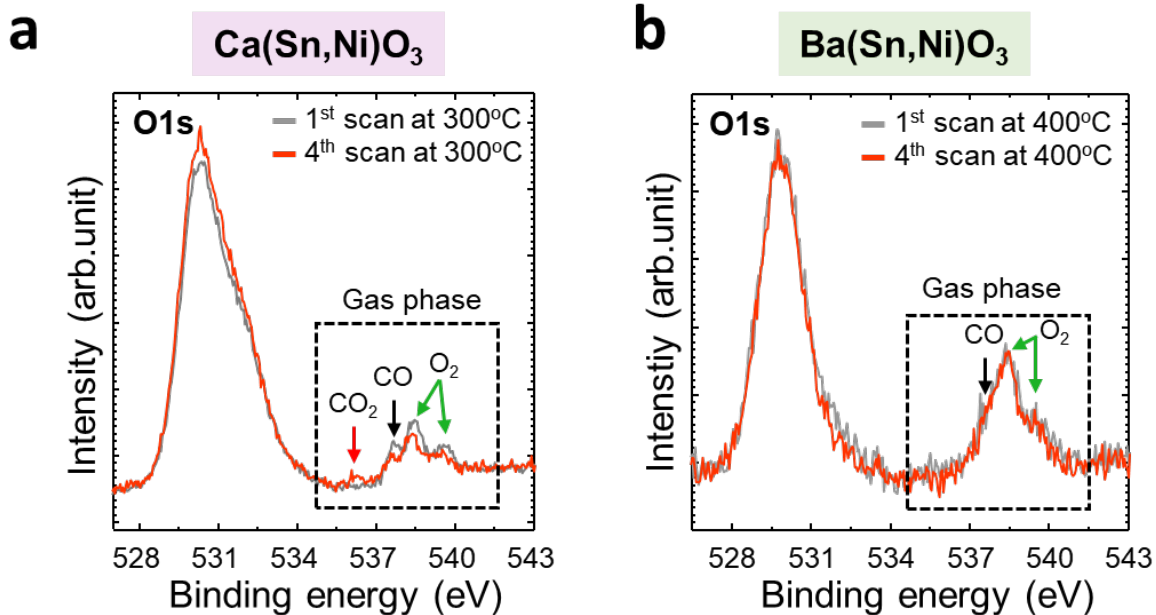 a
Ca(Sn,Ni)O3
O1s
1st scan at 300oC
4th scan at 300oC
Gas phase
CO2
CO
O2
Intensity (arb.unit)
528 531 534 537 540 543
Binding energy (eV)
b
Ba(Sn,Ni)O3
O1s
1st scan at 400oC
4th scan at 400oC
Gas phase
CO
O2
Intenstiy (arb.unit)
528 531 534 537 540 543
Binding energy (eV)